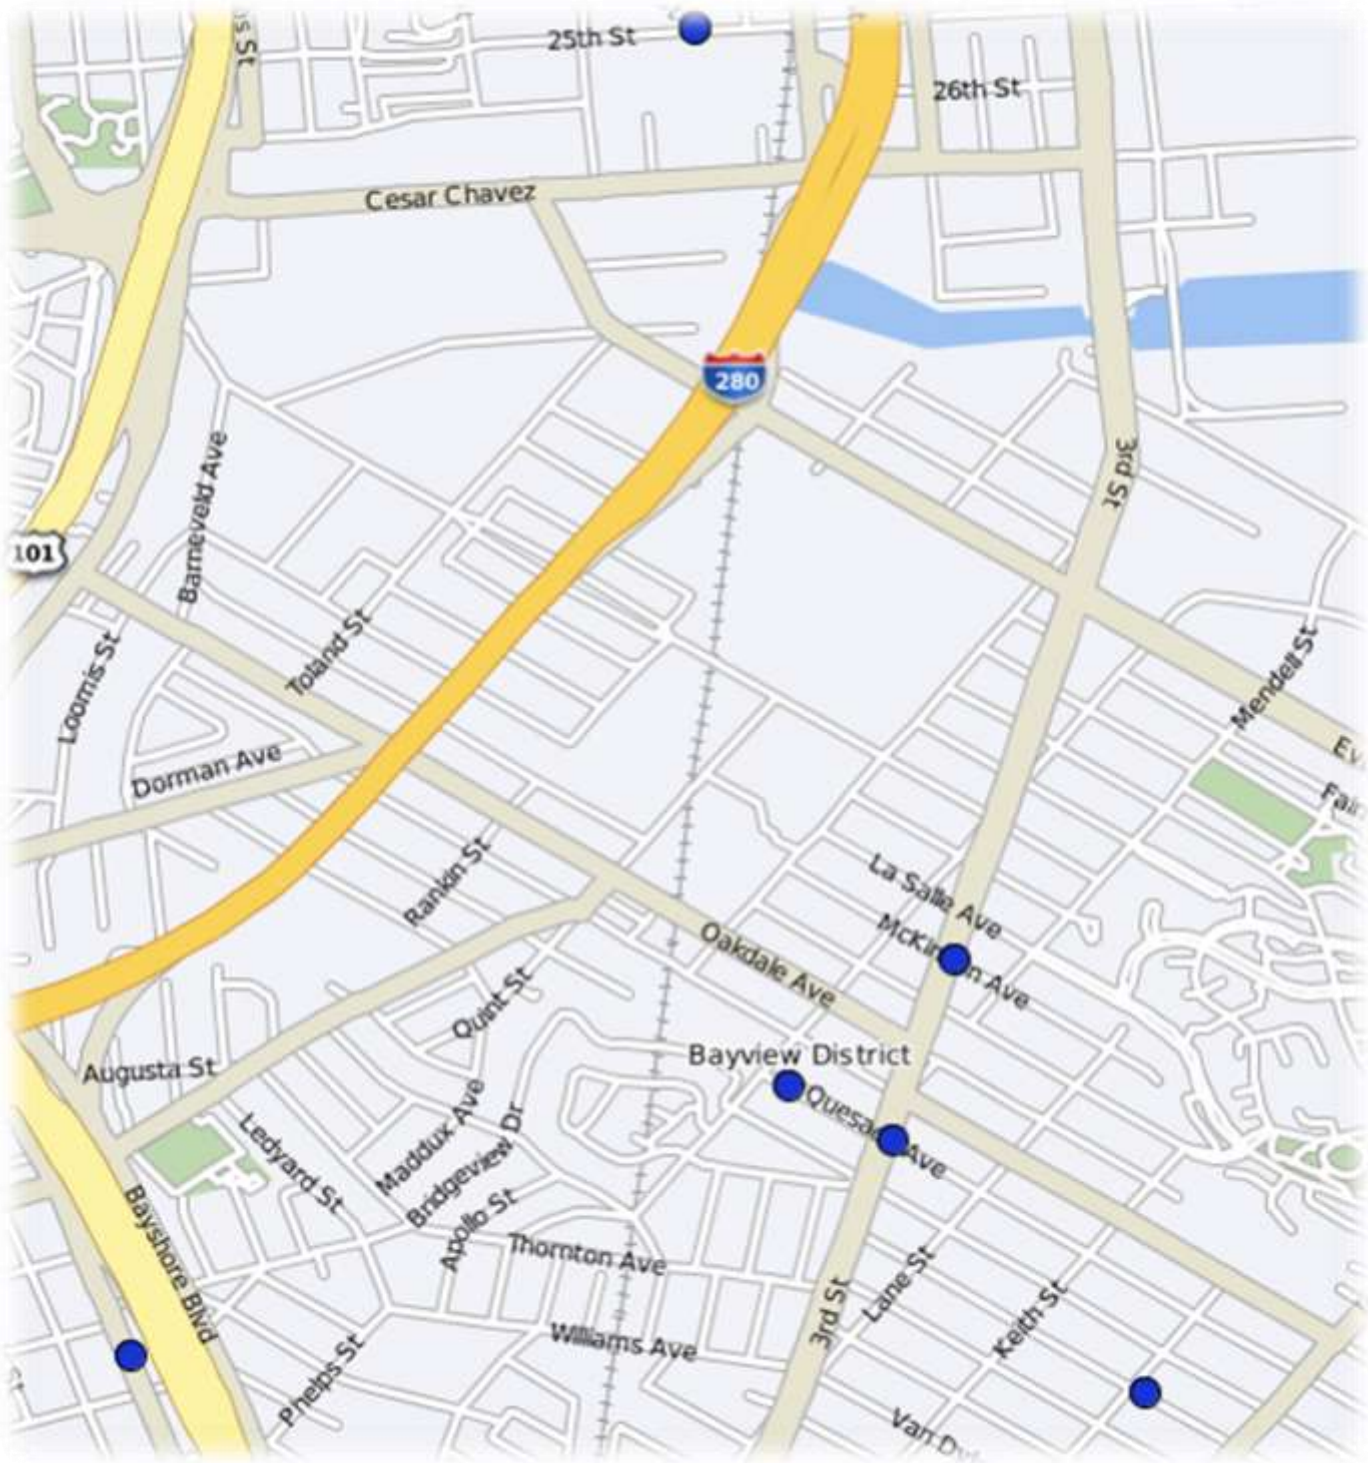 25th St
26th St
Cesar Chavez
280
3rd St
Barneveld Ave
101
Toland St
Loomis St
Mendell St
Dorman Ave
La Salle Ave
Rankin St
Oakdale Ave
Quint St
Bayview District
Augusta St
Maddux Ave
Ledyard St
Bridgeview Dr
Apollo St
Thornton Ave
Bayshore Blvd
Lane St
3rd St
Keith St
Williams Ave
Phelps St